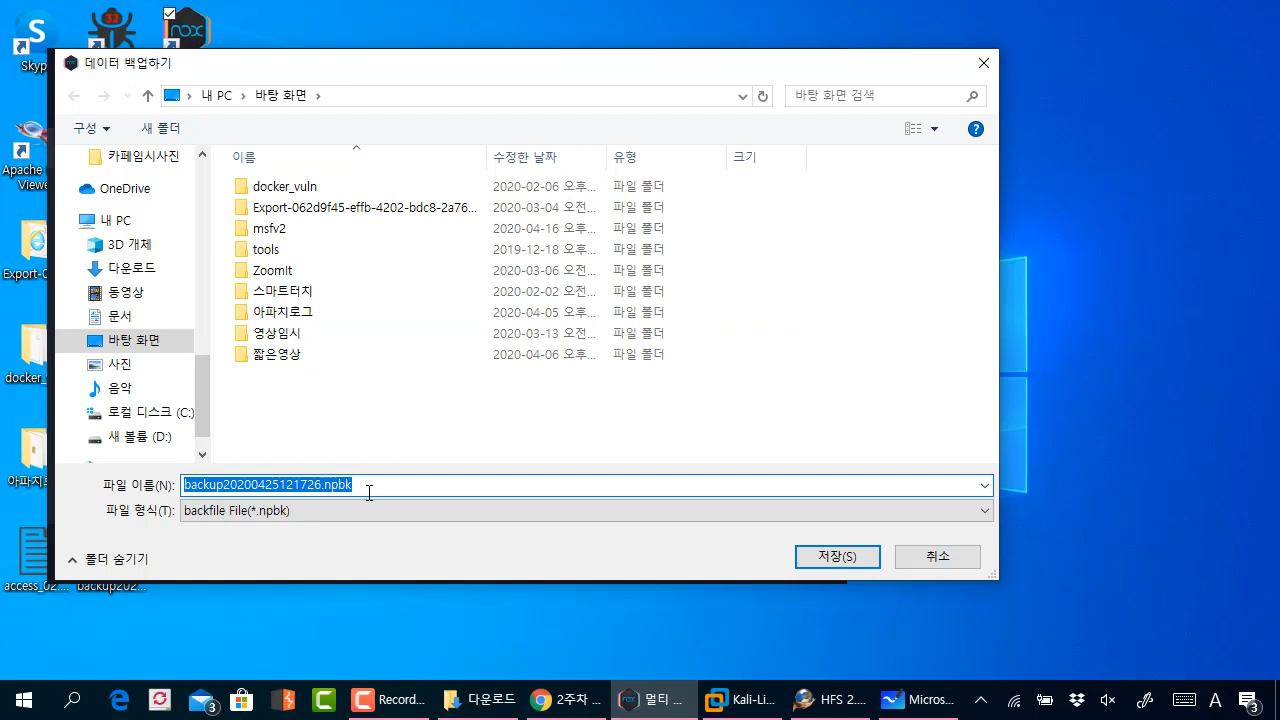 S
32
nox
Skyp
데이터 백업하기
내 PC
바탕 화면
바탕 화면 검색
구성
새 폴더
?
카페임시사진
OneDrive
내 PC
3D 개체
다운로드
동영상
문서
바탕 화면
사진
음악
로컬 디스크 (C:)
새 볼륨 (D:)
이름
수정한 날짜
유형
크기
docker_vuln
2020-02-06 오후...
파일 폴더
Export-062d9f45-effb-4202-bdc8-2a76...
2020-03-04 오전...
파일 폴더
msfv2
2020-04-16 오후...
파일 폴더
tools
2019-12-18 오후...
파일 폴더
ZoomIt
2020-03-06 오전...
파일 폴더
스마트터치
2020-02-02 오전...
파일 폴더
아파치로그
2020-04-05 오후...
파일 폴더
영상임시
2020-03-13 오전...
파일 폴더
짧은영상
2020-04-06 오후...
파일 폴더
파일 이름(N):
backup20200425121726.npbk
파일 형식(T):
backfile File(*.npbk)
폴더 숨기기
저장(S)
취소
Apache
Viewe
Export-0
docker_
아파치로
access_02....
backup202...
3
Record...
다운로드
2주차 ...
멀티 ...
Kali-Li...
HFS 2....
Micros...
A
3